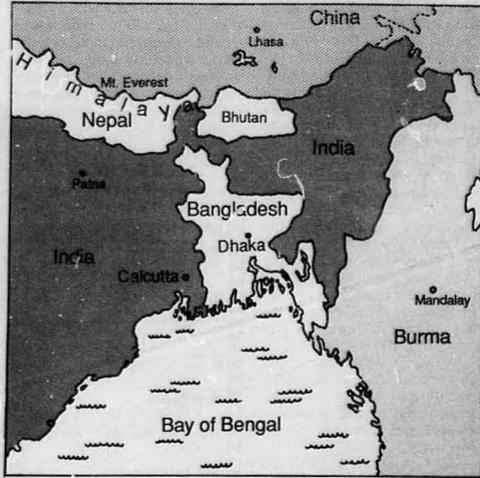 China
Lhasa
Himalaya
Mt. Everest
Nepal
Bhutan
India
Patna
Bangladesh
Dhaka
India
Calcutta
Mandalay
Burma
Bay of Bengal